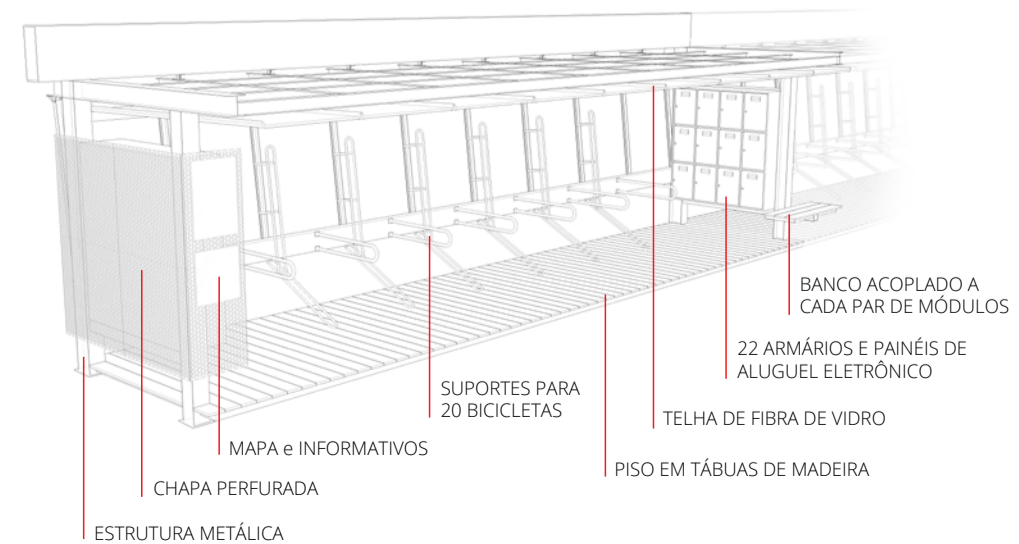 BANCO ACOPLADO A
CADA PAR DE MÓDULOS
22 ARMÁRIOS E PAINÉIS DE
ALUGUEL ELETRÔNICO
SUPORTES PARA
20 BICICLETAS
TELHA DE FIBRA DE VIDRO
MAPA e INFORMATIVOS
PISO EM TÁBUAS DE MADEIRA
CHAPA PERFURADA
ESTRUTURA METÁLICA